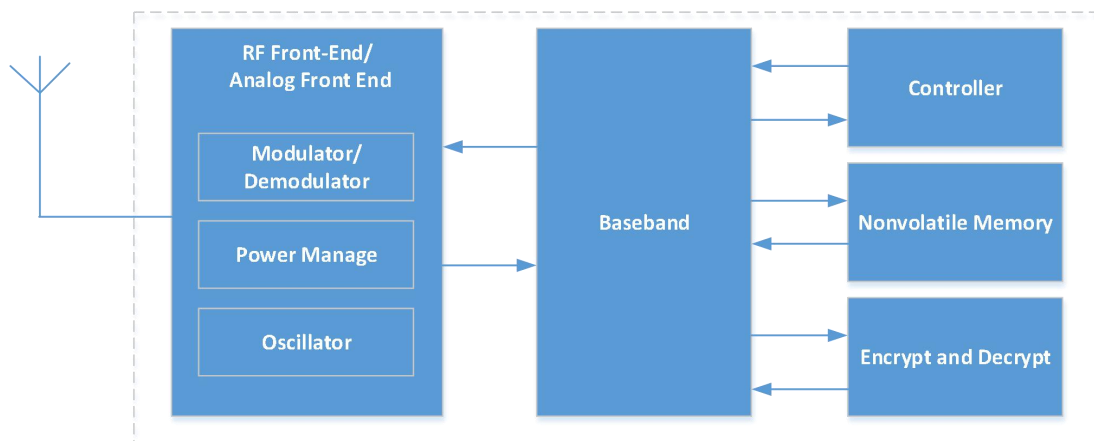 RF Front-End/
Analog Front End
Modulator/
Demodulator
Power Manage
Oscillator
Baseband
Controller
Nonvolatile Memory
Encrypt and Decrypt